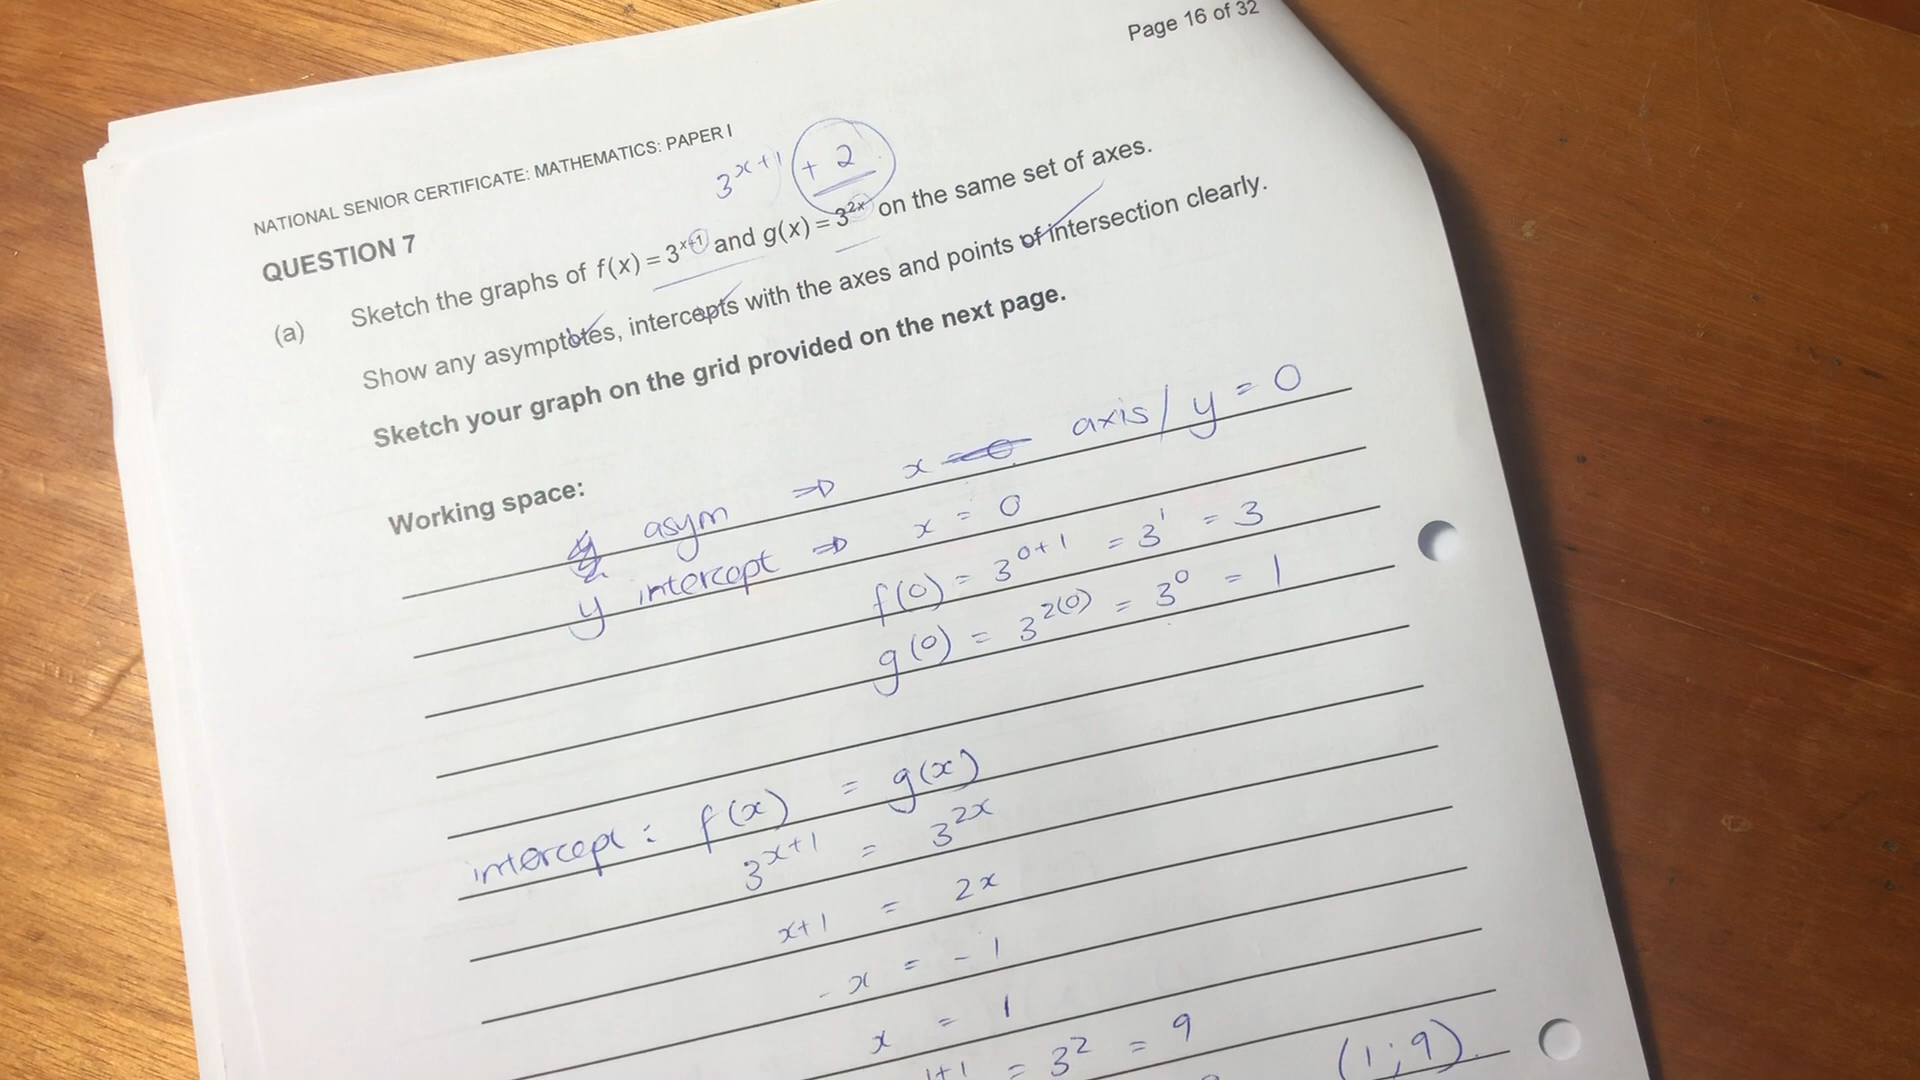 Page 16 of 32
NATIONAL SENIOR CERTIFICATE: MATHEMATICS: PAPER I
3^{x+1} + 2
QUESTION 7
(a) Sketch the graphs of f(x) = 3^{x+1} and g(x) = 3^{2x} on the same set of axes.
Show any asymptotes, intercepts with the axes and points of intersection clearly.
Sketch your graph on the grid provided on the next page.
Working space:
asym ⇒ x axis / y = 0
y intercept ⇒ x = 0
f(0) = 3^{0+1} = 3^1 = 3
g(0) = 3^{2(0)} = 3^0 = 1
intercept : f(x) = g(x)
3^{x+1} = 3^{2x}
x+1 = 2x
-x = -1
x = 1
1+1 = 3^2 = 9
(1 ; 9)